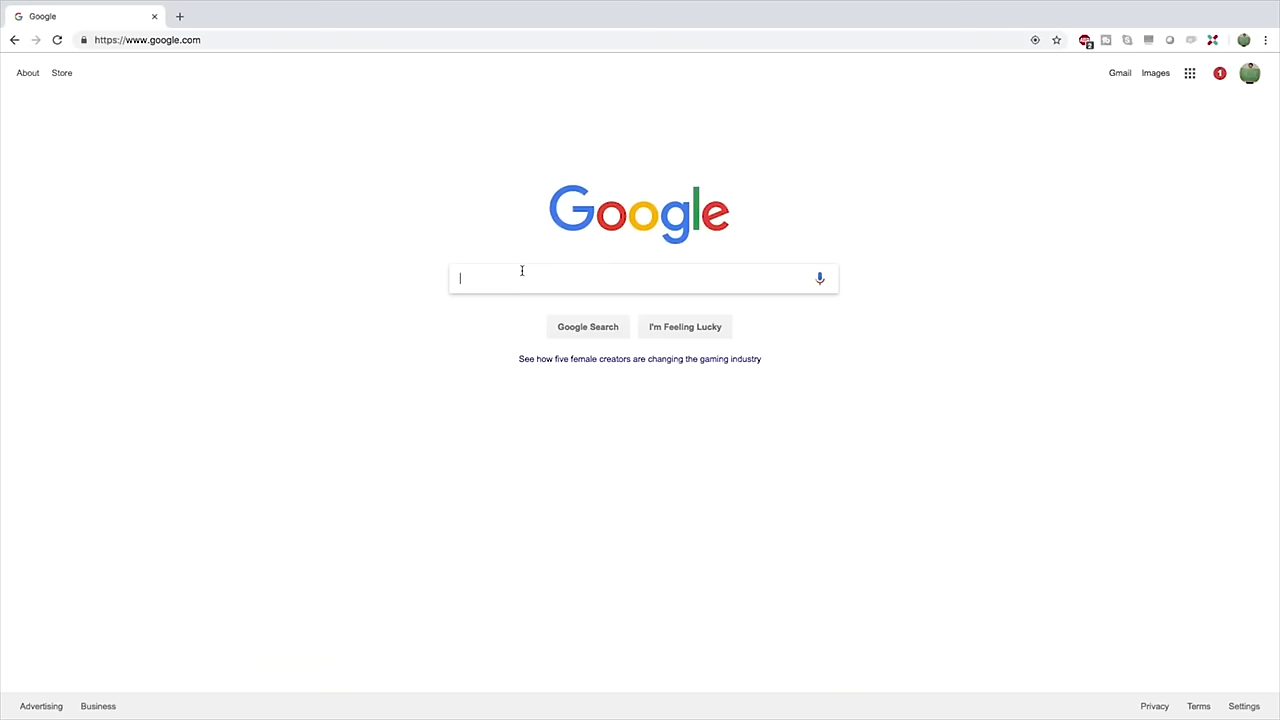 Google
https://www.google.com
2
About Store
Gmail Images
1
Google
Google Search
I'm Feeling Lucky
See how five female creators are changing the gaming industry
Advertising Business
Privacy Terms Settings